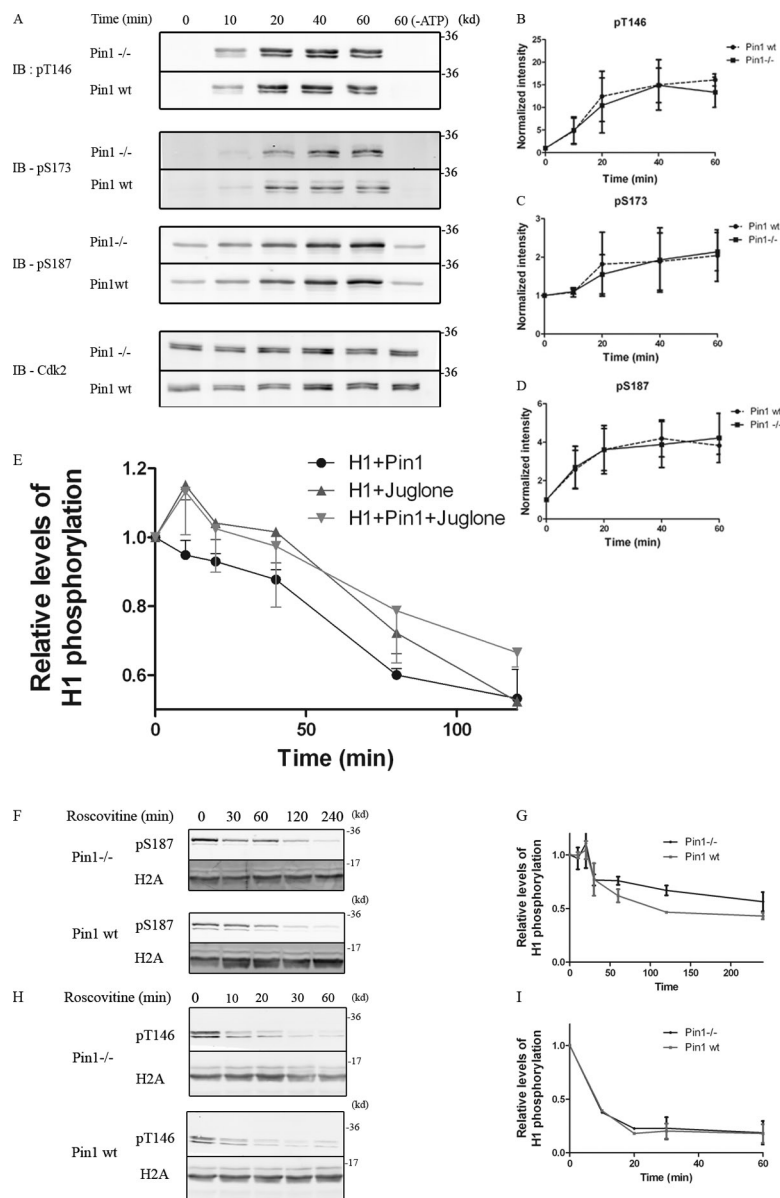 A Time (min) 0 10 20 40 60 60 (-ATP) (kd)
IB : pT146
Pin1 -/-
-36
Pin1 wt
-36
IB - pS173
Pin1 -/-
-36
Pin1 wt
-36
IB - pS187
Pin1-/-
-36
Pin1wt
-36
IB - Cdk2
Pin1 -/-
-36
Pin1 wt
-36
B
pT146
Normalized intensity
25
20
15
10
5
0
0 20 40 60
Time (min)
Pin1 wt
Pin1-/-
C
pS173
Normalized intensity
3
2
1
0
0 20 40 60
Time (min)
Pin1 wt
Pin1-/-
D
pS187
Normalized intensity
6
4
2
0
0 20 40 60
Time (min)
Pin1 wt
Pin1 -/-
E
Relative levels of
H1 phosphorylation
1.2
1.0
0.8
0.6
0 50 100
Time (min)
H1+Pin1
H1+Juglone
H1+Pin1+Juglone
F Roscovitine (min) 0 30 60 120 240 (kd)
Pin1-/-
pS187
-36
H2A
-17
(kd)
Pin1 wt
pS187
-36
H2A
-17
G
Relative levels of
H1 phosphorylation
1.0
0.5
0.0
0 50 100 150 200
Time
Pin1-/-
Pin1 wt
H Roscovitine (min) 0 10 20 30 60 (kd)
Pin1-/-
pT146
-36
H2A
-17
(kd)
Pin1 wt
pT146
-36
H2A
-17
I
Relative levels of
H1 phosphorylation
1.0
0.5
0.0
0 20 40 60
Time (min)
Pin1-/-
Pin1 wt